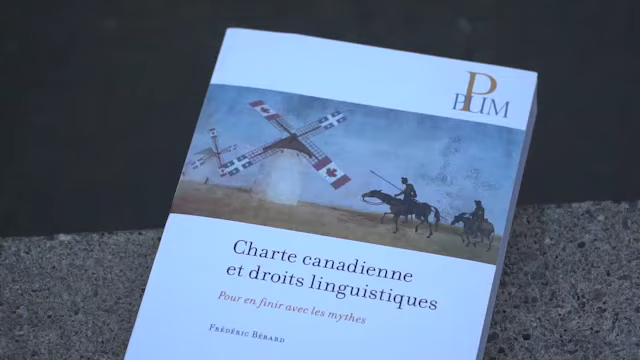 PUM
Charte canadienne
et droits linguistiques
Pour en finir avec les mythes
Frédéric Bérard